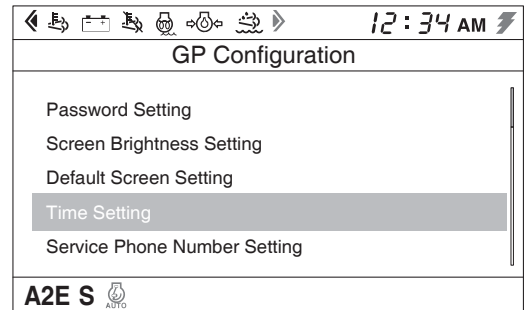 12:34 AM
GP Configuration
Password Setting
Screen Brightness Setting
Default Screen Setting
Time Setting
Service Phone Number Setting
A2E S AUTO